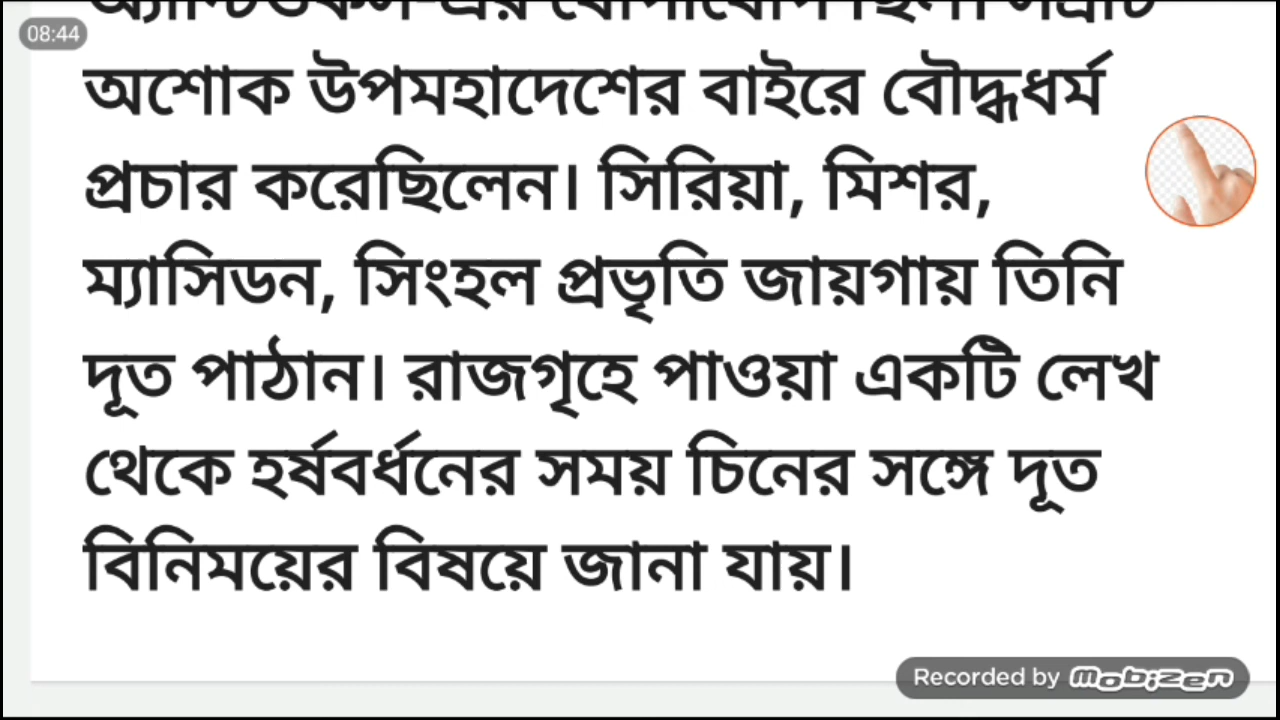 08:44
অশোক উপমহাদেশের বাইরে বৌদ্ধধর্ম
প্রচার করেছিলেন। সিরিয়া, মিশর,
ম্যাসিডন, সিংহল প্রভৃতি জায়গায় তিনি
দূত পাঠান। রাজগৃহে পাওয়া একটি লেখ
থেকে হর্ষবর্ধনের সময় চিনের সঙ্গে দূত
বিনিময়ের বিষয়ে জানা যায়।
Recorded by mobizen